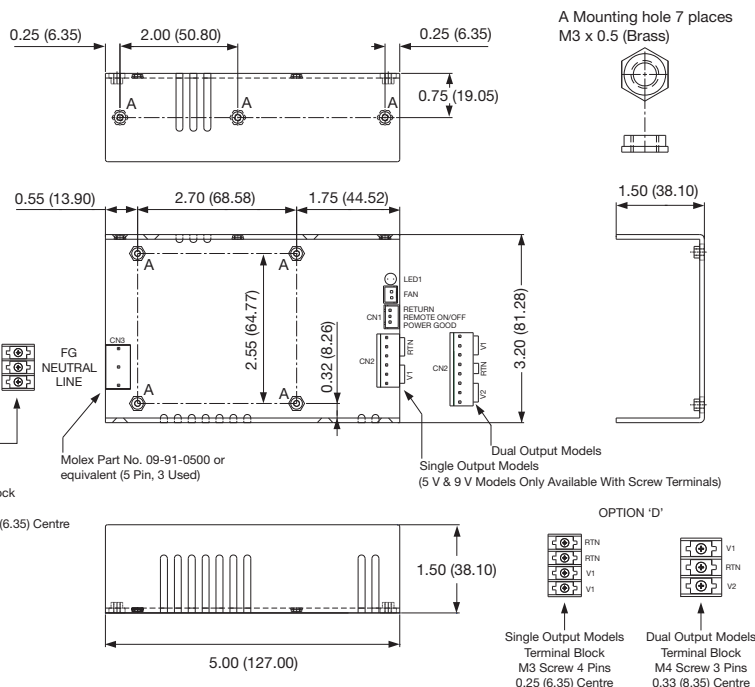 A Mounting hole 7 places
M3 x 0.5 (Brass)
0.25 (6.35)
2.00 (50.80)
0.25 (6.35)
0.75 (19.05)
A
A
A
0.55 (13.90)
2.70 (68.58)
1.75 (44.52)
1.50 (38.10)
A
A
A
A
2.55 (64.77)
0.32 (8.26)
3.20 (81.28)
LED1
FAN
CN1
RETURN
REMOTE ON/OFF
POWER GOOD
CN2
RTN
V1
CN2
V1
RTN
V2
CN3
FG
NEUTRAL
LINE
Molex Part No. 09-91-0500 or
equivalent (5 Pin, 3 Used)
Dual Output Models
Single Output Models
(5 V & 9 V Models Only Available With Screw Terminals)
ock
(6.35) Centre
1.50 (38.10)
5.00 (127.00)
OPTION ‘D’
RTN
RTN
V1
V1
V1
RTN
V2
Single Output Models
Terminal Block
M3 Screw 4 Pins
0.25 (6.35) Centre
Dual Output Models
Terminal Block
M4 Screw 3 Pins
0.33 (8.35) Centre